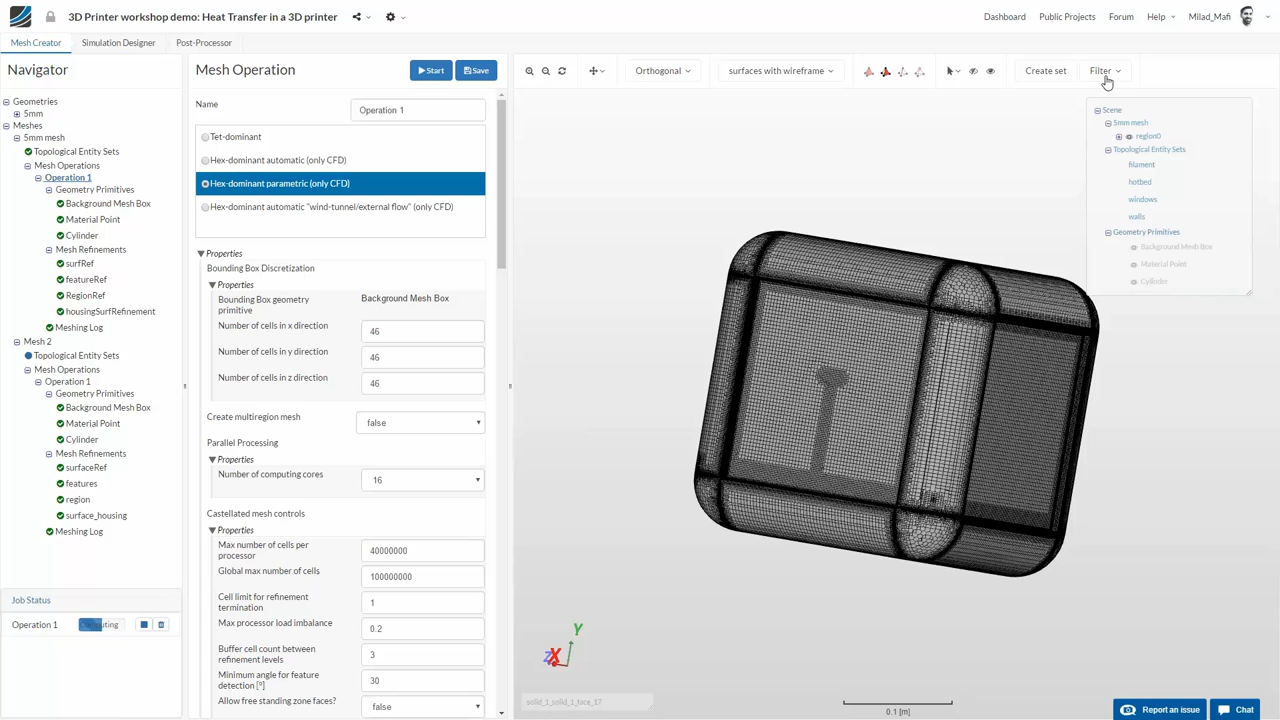 3D Printer workshop demo: Heat Transfer in a 3D printer
Dashboard Public Projects Forum Help Milad_Mafi
Mesh Creator Simulation Designer Post-Processor
Navigator
Geometries
5mm
Meshes
5mm mesh
Topological Entity Sets
Mesh Operations
Operation 1
Geometry Primitives
Background Mesh Box
Material Point
Cylinder
Mesh Refinements
surfRef
featureRef
RegionRef
housingSurfRefinement
Meshing Log
Mesh 2
Topological Entity Sets
Mesh Operations
Operation 1
Geometry Primitives
Background Mesh Box
Material Point
Cylinder
Mesh Refinements
surfaceRef
features
region
surface_housing
Meshing Log
Job Status
Operation 1 Computing
Mesh Operation
Start Save
Name Operation 1
Tet-dominant
Hex-dominant automatic (only CFD)
Hex-dominant parametric (only CFD)
Hex-dominant automatic "wind-tunnel/external flow" (only CFD)
Properties
Bounding Box Discretization
Properties
Bounding Box geometry primitive Background Mesh Box
Number of cells in x direction 46
Number of cells in y direction 46
Number of cells in z direction 46
Create multiregion mesh false
Parallel Processing
Properties
Number of computing cores 16
Castellated mesh controls
Properties
Max number of cells per processor 40000000
Global max number of cells 100000000
Cell limit for refinement termination 1
Max processor load imbalance 0.2
Buffer cell count between refinement levels 3
Minimum angle for feature detection [°] 30
Allow free standing zone faces? false
Orthogonal surfaces with wireframe Create set Filter
Scene
5mm mesh
region0
Topological Entity Sets
filament
hotbed
windows
walls
Geometry Primitives
Background Mesh Box
Material Point
Cylinder
Y
X
Z
solid_1_solid_1_face_17
0.1 [m]
Report an issue Chat